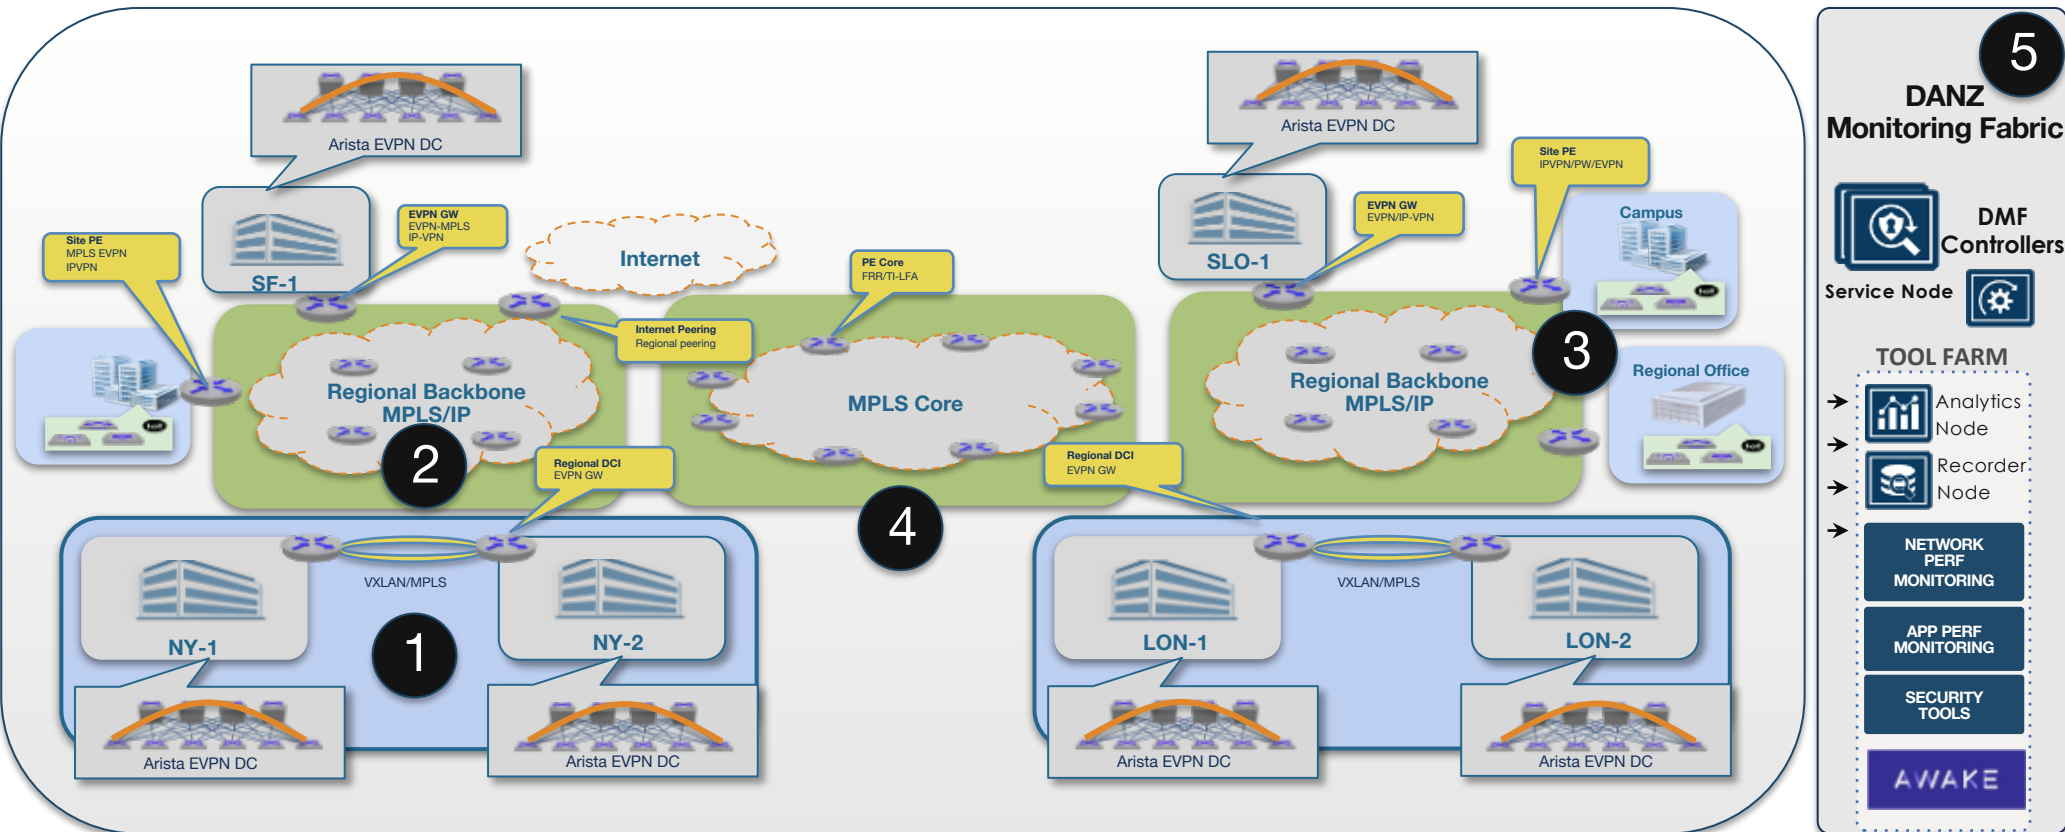 Arista EVPN DC
SF-1
Site PE
MPLS EVPN
IPVPN
EVPN GW
EVPN-MPLS
IP-VPN
Internet
Internet Peering
Regional peering
PE Core
FRR/TI-LFA
Regional Backbone
MPLS/IP
2
MPLS Core
4
Regional DCI
EVPN GW
NY-1
VXLAN/MPLS
NY-2
1
Arista EVPN DC
Arista EVPN DC
Arista EVPN DC
SLO-1
EVPN GW
EVPN/IP-VPN
Site PE
IPVPN/PW/EVPN
Campus
IoT
3
Regional Backbone
MPLS/IP
Regional Office
IoT
IoT
Regional DCI
EVPN GW
LON-1
VXLAN/MPLS
LON-2
Arista EVPN DC
Arista EVPN DC
5
DANZ
Monitoring Fabric
DMF
Controllers
Service Node
TOOL FARM
Analytics
Node
Recorder
Node
NETWORK
PERF
MONITORING
APP PERF
MONITORING
SECURITY
TOOLS
AWAKE